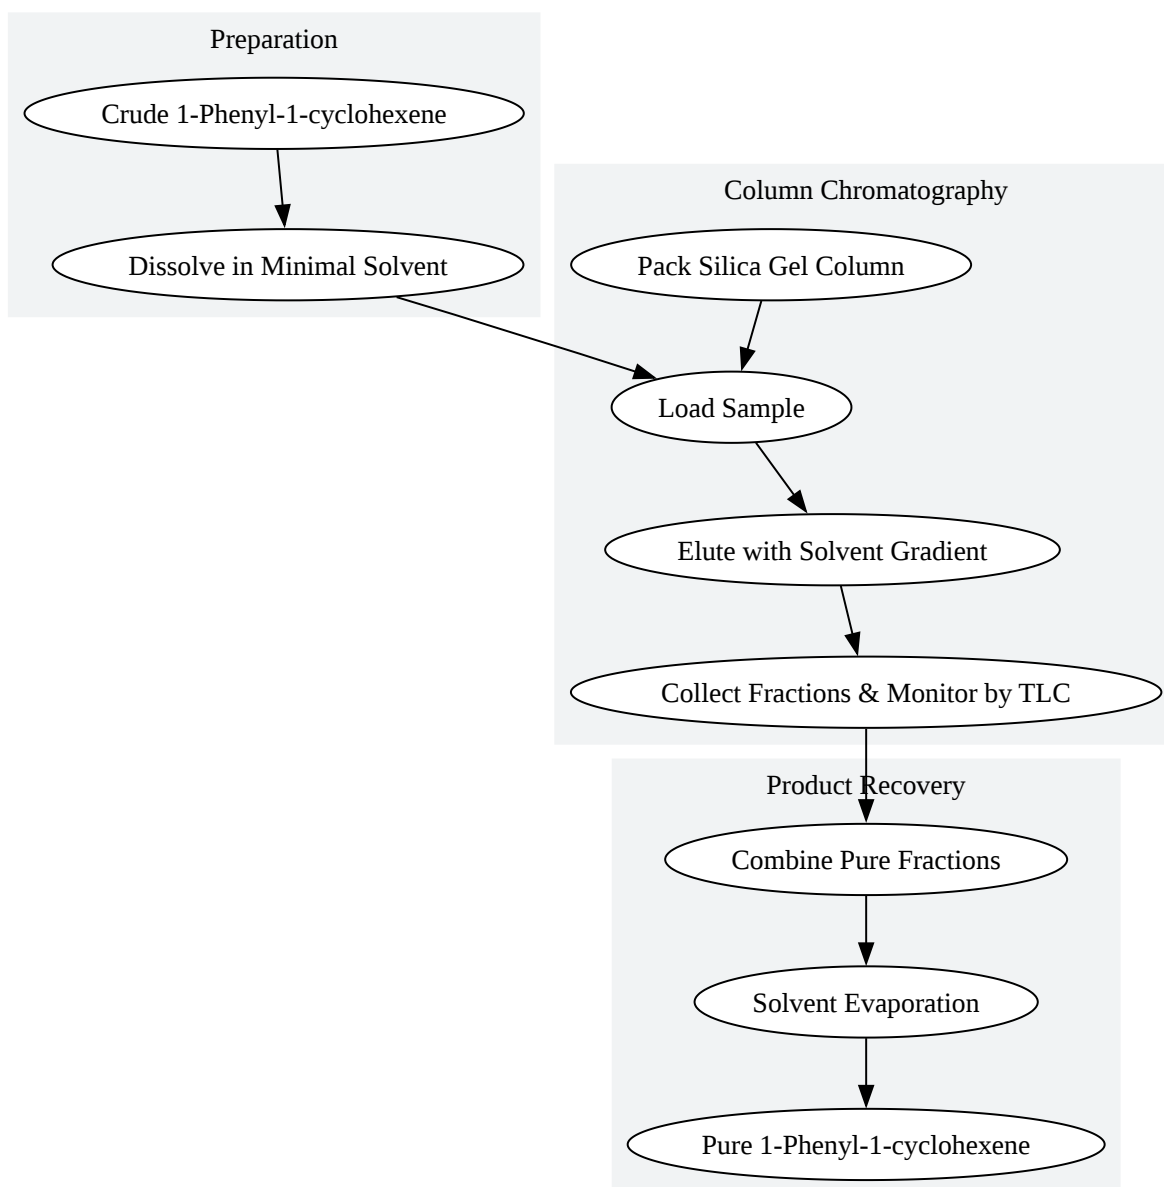 Preparation
Crude 1-Phenyl-1-cyclohexene
Dissolve in Minimal Solvent
Column Chromatography
Pack Silica Gel Column
Load Sample
Elute with Solvent Gradient
Collect Fractions & Monitor by TLC
Product Recovery
Combine Pure Fractions
Solvent Evaporation
Pure 1-Phenyl-1-cyclohexene